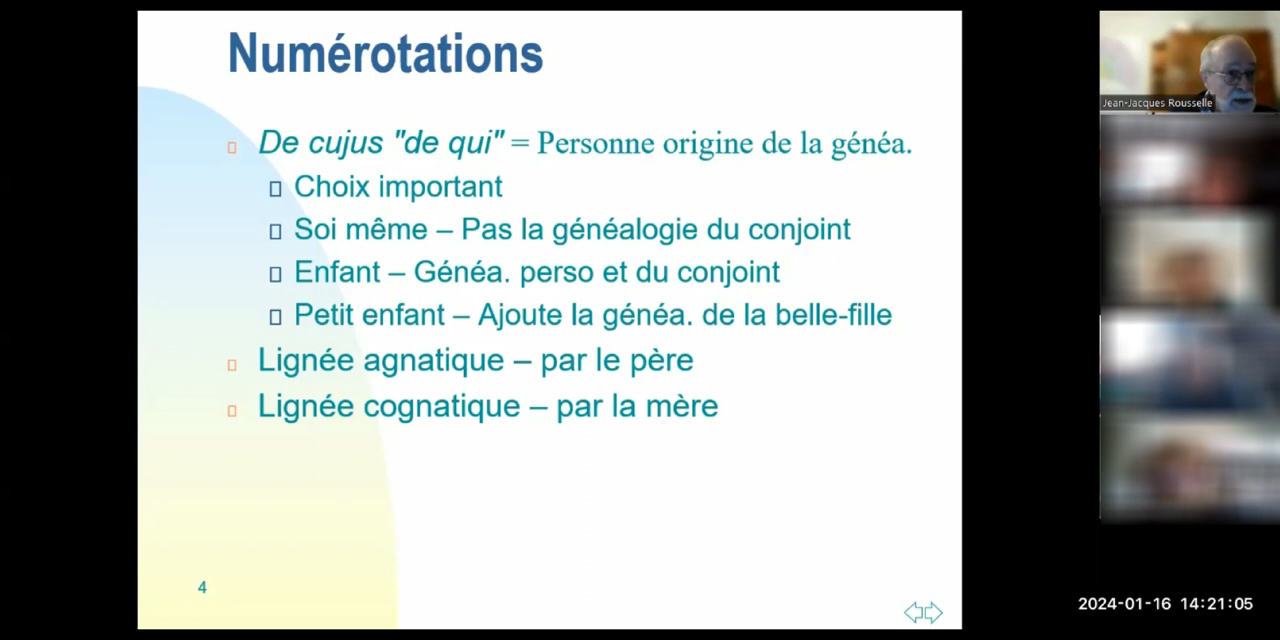 Numérotations
De cujus "de qui" = Personne origine de la généa.
Choix important
Soi même – Pas la généalogie du conjoint
Enfant – Généa. perso et du conjoint
Petit enfant – Ajoute la généa. de la belle-fille
Lignée agnatique – par le père
Lignée cognatique – par la mère
4
Jean-Jacques Rousselle
2024-01-16 14:21:05